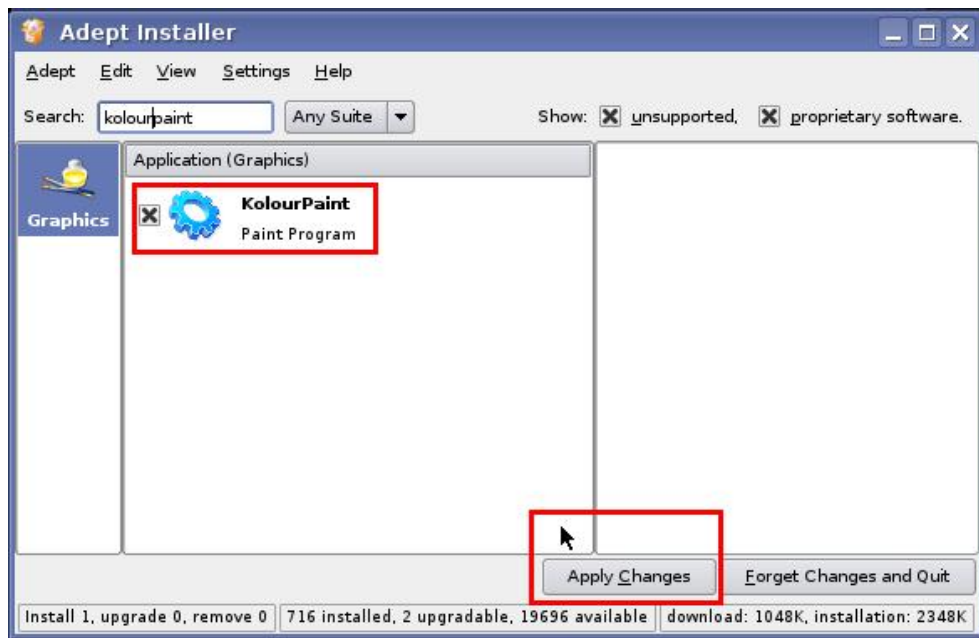 Adept Installer
Adept Edit View Settings Help
Search: kolourpaint Any Suite Show: unsupported, proprietary software.
Graphics
Application (Graphics)
KolourPaint
Paint Program
Apply Changes Forget Changes and Quit
Install 1, upgrade 0, remove 0 716 installed, 2 upgradable, 19696 available download: 1048K, installation: 2348K